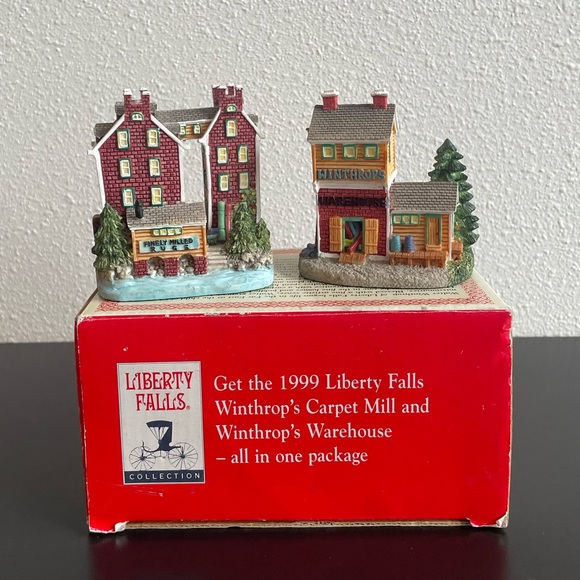 FINELY MILLED
RUGS
WINTHROP'S
WAREHOUSE
LIBERTY
FALLS®
COLLECTION
Get the 1999 Liberty Falls
Winthrop's Carpet Mill and
Winthrop's Warehouse
– all in one package